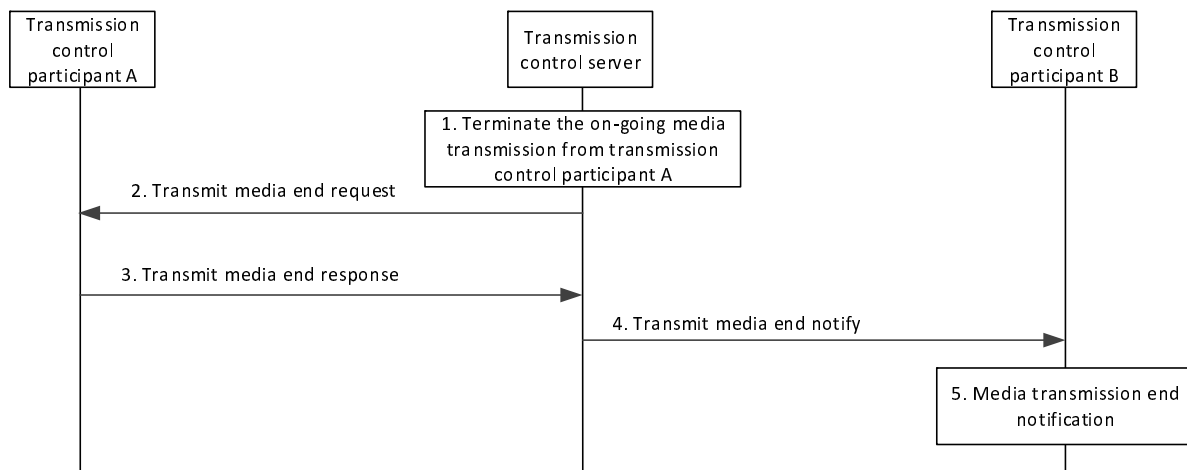 Transmission
control
participant A
Transmission
control server
Transmission
control
participant B
1. Terminate the on-going media
transmission from transmission
control participant A
2. Transmit media end request
3. Transmit media end response
4. Transmit media end notify
5. Media transmission end
notification